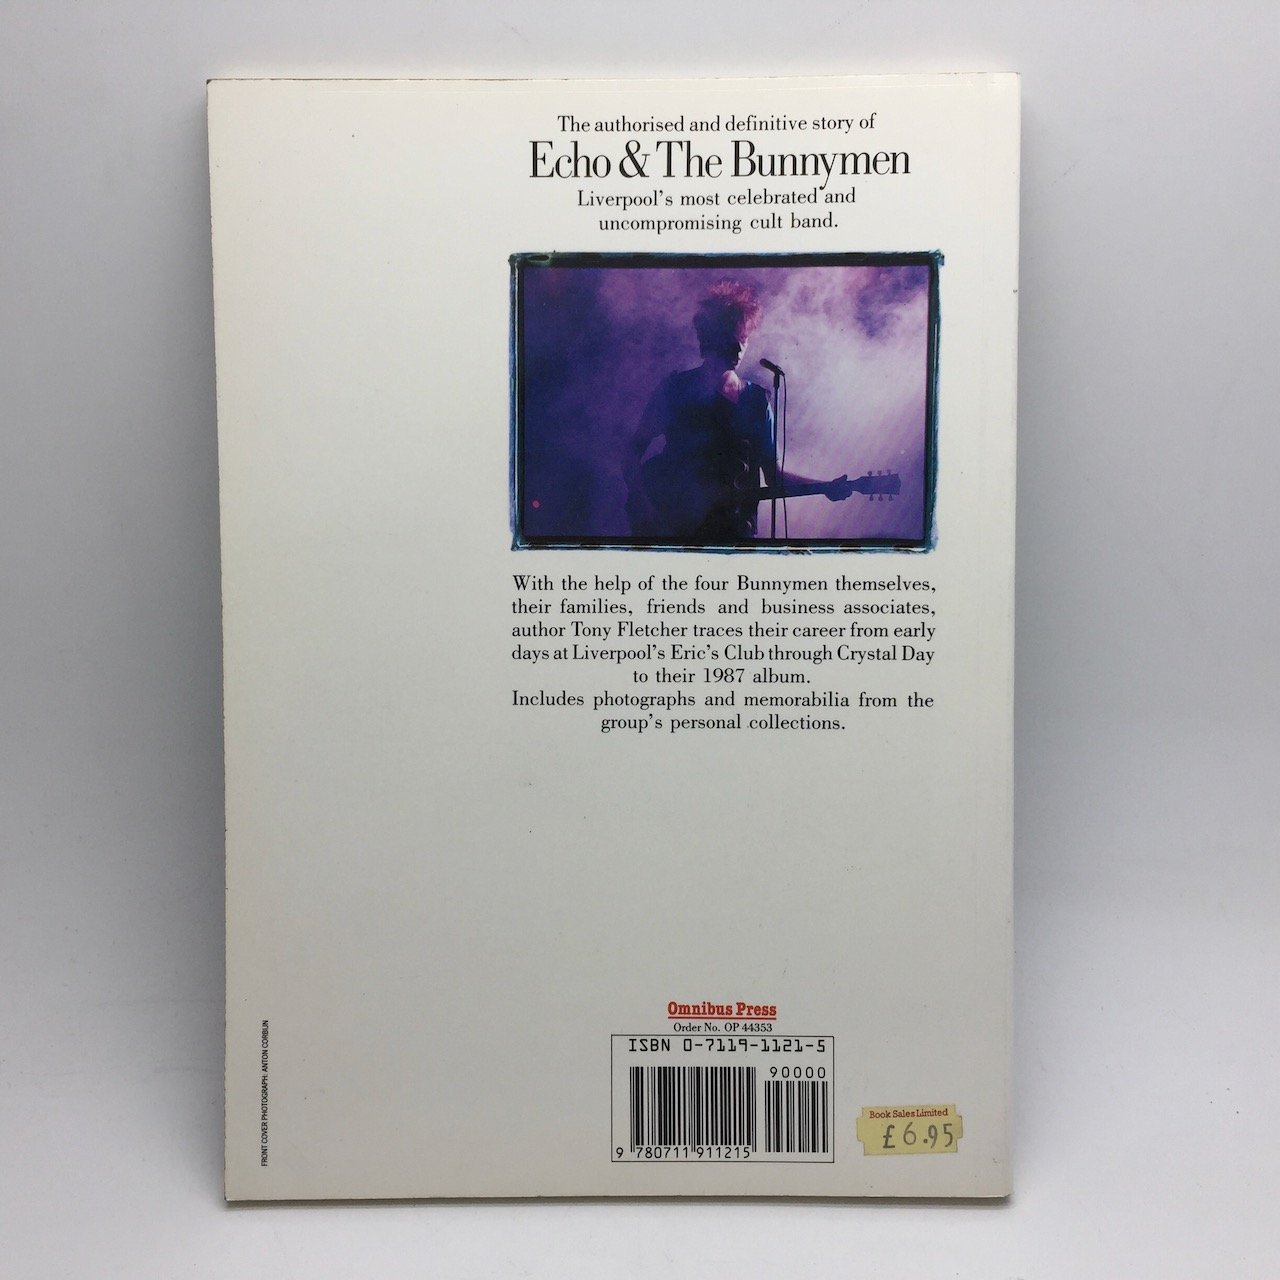 The authorised and definitive story of
Echo & The Bunnymen
Liverpool's most celebrated and
uncompromising cult band.
With the help of the four Bunnymen themselves,
their families, friends and business associates,
author Tony Fletcher traces their career from early
days at Liverpool's Eric's Club through Crystal Day
to their 1987 album.
Includes photographs and memorabilia from the
group's personal collections.
Omnibus Press
Order No. OP 44353
ISBN 0-7119-1121-5
90000
9 780711 911215
Book Sales Limited
£6.95
FRONT COVER PHOTOGRAPH: ANTON CORBIJN